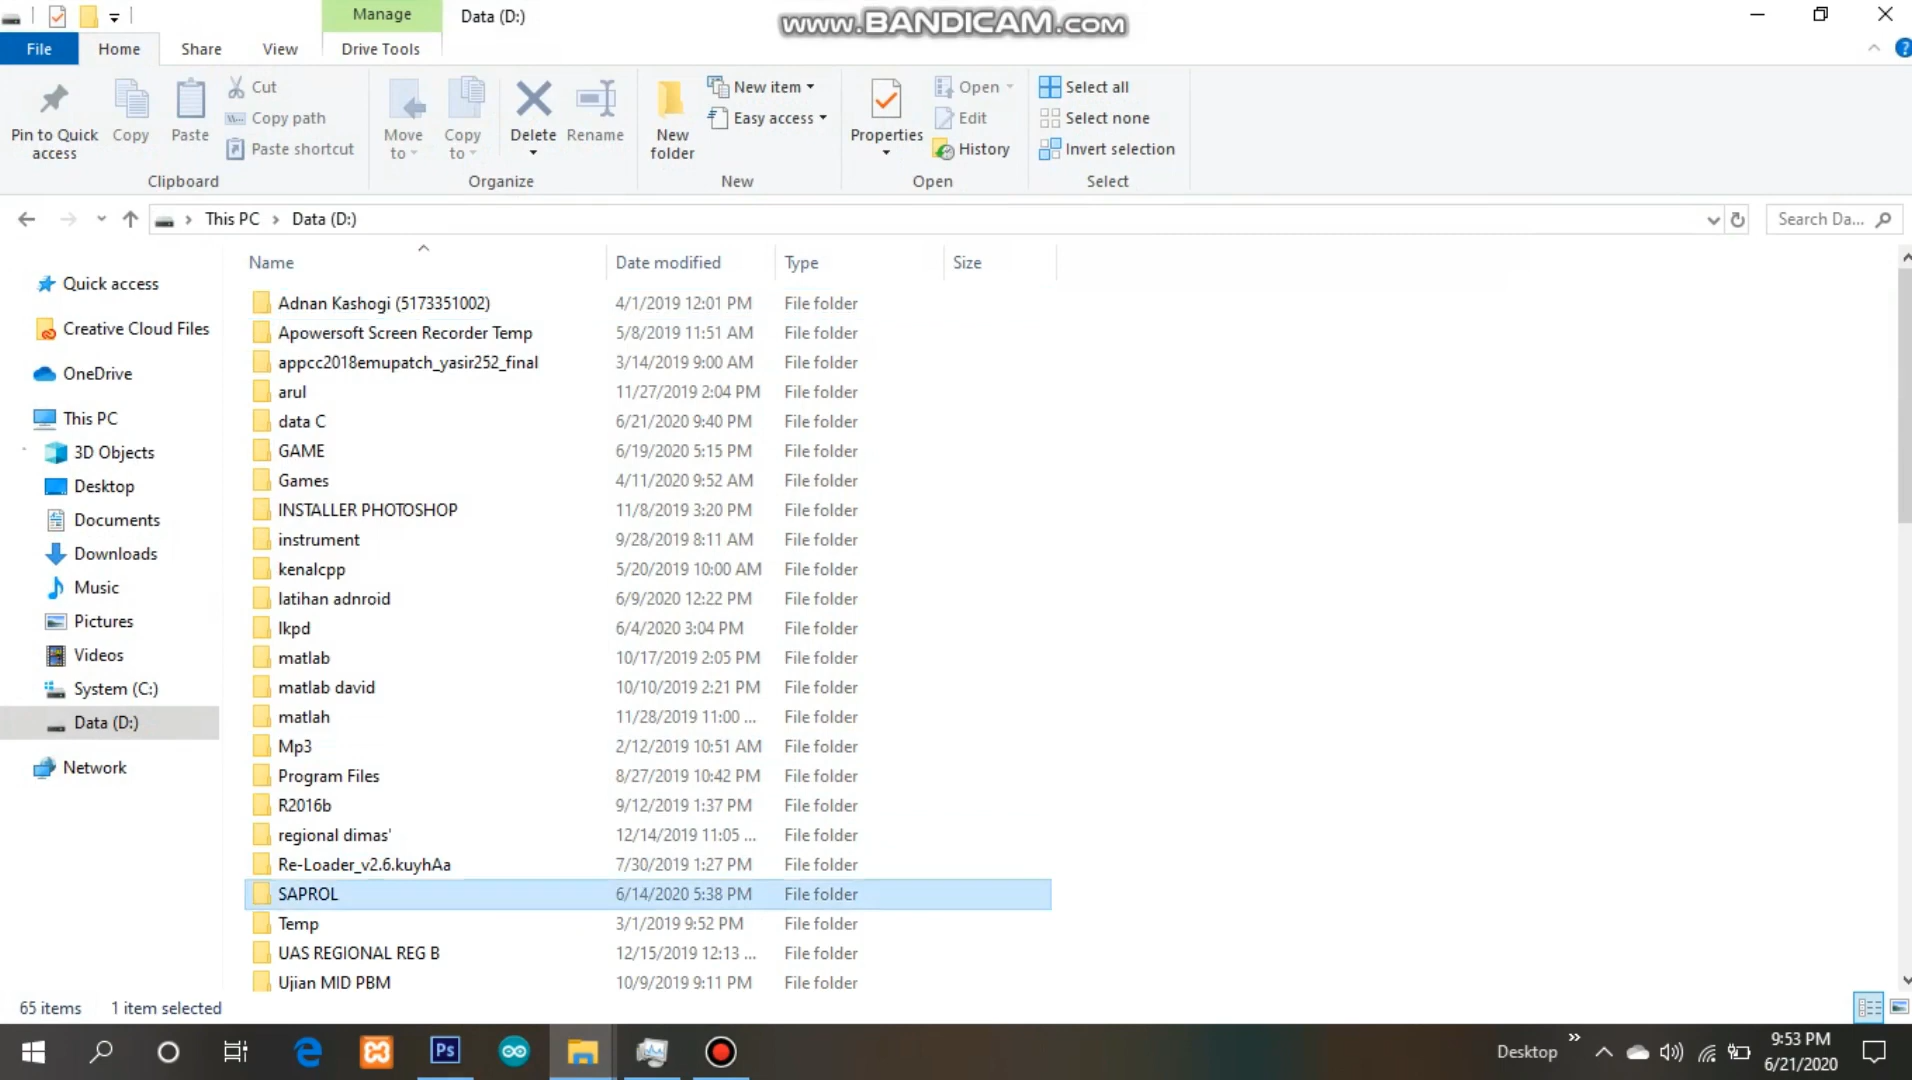 Manage
Data (D:)
www.BANDICAM.com
File
Home
Share
View
Drive Tools
Pin to Quick access
Copy
Paste
Cut
Copy path
Paste shortcut
Clipboard
Move to
Copy to
Delete
Rename
Organize
New folder
New item
Easy access
New
Properties
Open
Edit
History
Open
Select all
Select none
Invert selection
Select
This PC
Data (D:)
Search Da...
Name
Date modified
Type
Size
Quick access
Creative Cloud Files
OneDrive
This PC
3D Objects
Desktop
Documents
Downloads
Music
Pictures
Videos
System (C:)
Data (D:)
Network
Adnan Kashogi (5173351002) 4/1/2019 12:01 PM File folder
Apowersoft Screen Recorder Temp 5/8/2019 11:51 AM File folder
appcc2018emupatch_yasir252_final 3/14/2019 9:00 AM File folder
arul 11/27/2019 2:04 PM File folder
data C 6/21/2020 9:40 PM File folder
GAME 6/19/2020 5:15 PM File folder
Games 4/11/2020 9:52 AM File folder
INSTALLER PHOTOSHOP 11/8/2019 3:20 PM File folder
instrument 9/28/2019 8:11 AM File folder
kenalcpp 5/20/2019 10:00 AM File folder
latihan adnroid 6/9/2020 12:22 PM File folder
lkpd 6/4/2020 3:04 PM File folder
matlab 10/17/2019 2:05 PM File folder
matlab david 10/10/2019 2:21 PM File folder
matlah 11/28/2019 11:00 ... File folder
Mp3 2/12/2019 10:51 AM File folder
Program Files 8/27/2019 10:42 PM File folder
R2016b 9/12/2019 1:37 PM File folder
regional dimas' 12/14/2019 11:05 ... File folder
Re-Loader_v2.6.kuyhAa 7/30/2019 1:27 PM File folder
SAPROL 6/14/2020 5:38 PM File folder
Temp 3/1/2019 9:52 PM File folder
UAS REGIONAL REG B 12/15/2019 12:13 ... File folder
Ujian MID PBM 10/9/2019 9:11 PM File folder
65 items
1 item selected
Ps
Desktop
9:53 PM
6/21/2020